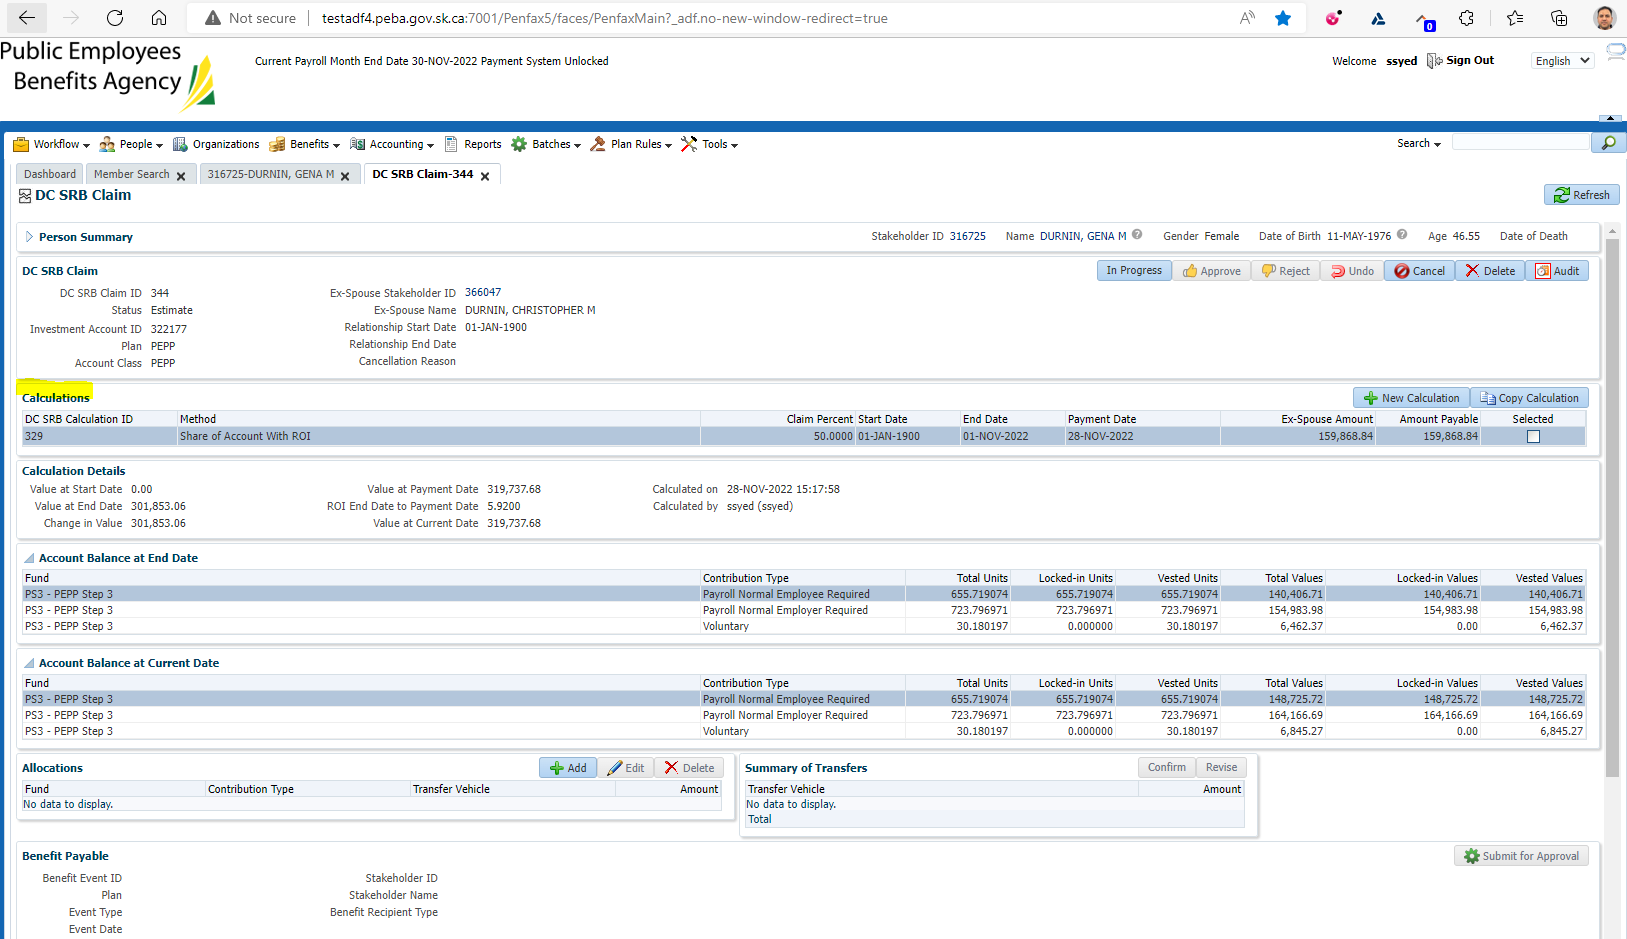 Not secure | testadf4.peba.gov.sk.ca:7001/Penfax5/faces/PenfaxMain?_adf.no-new-window-redirect=true
0
Public Employees
Benefits Agency
Current Payroll Month End Date 30-NOV-2022 Payment System Unlocked
Welcome ssyed Sign Out English
Workflow People Organizations Benefits Accounting Reports Batches Plan Rules Tools Search
Dashboard Member Search 316725-DURNIN, GENA M DC SRB Claim-344
DC SRB Claim Refresh
Person Summary Stakeholder ID 316725 Name DURNIN, GENA M Gender Female Date of Birth 11-MAY-1976 Age 46.55 Date of Death
DC SRB Claim In Progress Approve Reject Undo Cancel Delete Audit
DC SRB Claim ID 344 Ex-Spouse Stakeholder ID 366047
Status Estimate Ex-Spouse Name DURNIN, CHRISTOPHER M
Investment Account ID 322177 Relationship Start Date 01-JAN-1900
Plan PEPP Relationship End Date
Account Class PEPP Cancellation Reason
Calculations New Calculation Copy Calculation
DC SRB Calculation ID Method Claim Percent Start Date End Date Payment Date Ex-Spouse Amount Amount Payable Selected
329 Share of Account With ROI 50.0000 01-JAN-1900 01-NOV-2022 28-NOV-2022 159,868.84 159,868.84
Calculation Details
Value at Start Date 0.00 Value at Payment Date 319,737.68 Calculated on 28-NOV-2022 15:17:58
Value at End Date 301,853.06 ROI End Date to Payment Date 5.9200 Calculated by ssyed (ssyed)
Change in Value 301,853.06 Value at Current Date 319,737.68
Account Balance at End Date
Fund Contribution Type Total Units Locked-in Units Vested Units Total Values Locked-in Values Vested Values
PS3 - PEPP Step 3 Payroll Normal Employee Required 655.719074 655.719074 655.719074 140,406.71 140,406.71 140,406.71
PS3 - PEPP Step 3 Payroll Normal Employer Required 723.796971 723.796971 723.796971 154,983.98 154,983.98 154,983.98
PS3 - PEPP Step 3 Voluntary 30.180197 0.000000 30.180197 6,462.37 0.00 6,462.37
Account Balance at Current Date
Fund Contribution Type Total Units Locked-in Units Vested Units Total Values Locked-in Values Vested Values
PS3 - PEPP Step 3 Payroll Normal Employee Required 655.719074 655.719074 655.719074 148,725.72 148,725.72 148,725.72
PS3 - PEPP Step 3 Payroll Normal Employer Required 723.796971 723.796971 723.796971 164,166.69 164,166.69 164,166.69
PS3 - PEPP Step 3 Voluntary 30.180197 0.000000 30.180197 6,845.27 0.00 6,845.27
Allocations Add Edit Delete Summary of Transfers Confirm Revise
Fund Contribution Type Transfer Vehicle Amount Transfer Vehicle Amount
No data to display. No data to display.
Total
Benefit Payable Submit for Approval
Benefit Event ID Stakeholder ID
Plan Stakeholder Name
Event Type Benefit Recipient Type
Event Date